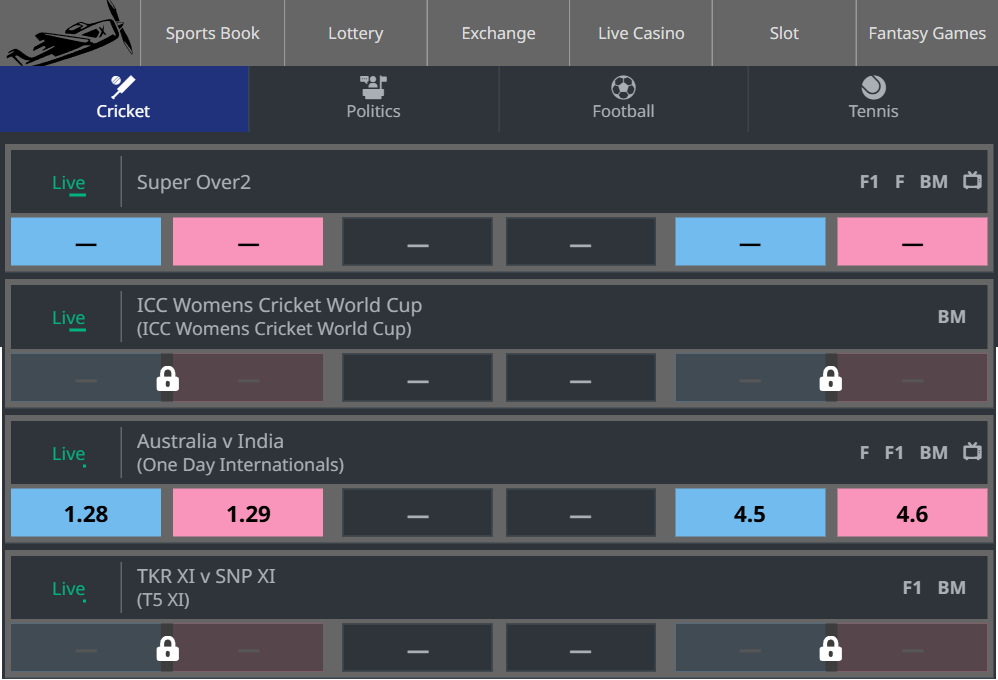 X
Sports Book
Lottery
Exchange
Live Casino
Slot
Fantasy Games
Cricket
Politics
Football
Tennis
Live
Super Over2
F1 F BM
— — — — — —
Live
ICC Womens Cricket World Cup
(ICC Womens Cricket World Cup)
BM
— — — — — —
Live
Australia v India
(One Day Internationals)
F F1 BM
1.28 1.29 — — 4.5 4.6
Live
TKR XI v SNP XI
(T5 XI)
F1 BM
— — — — — —